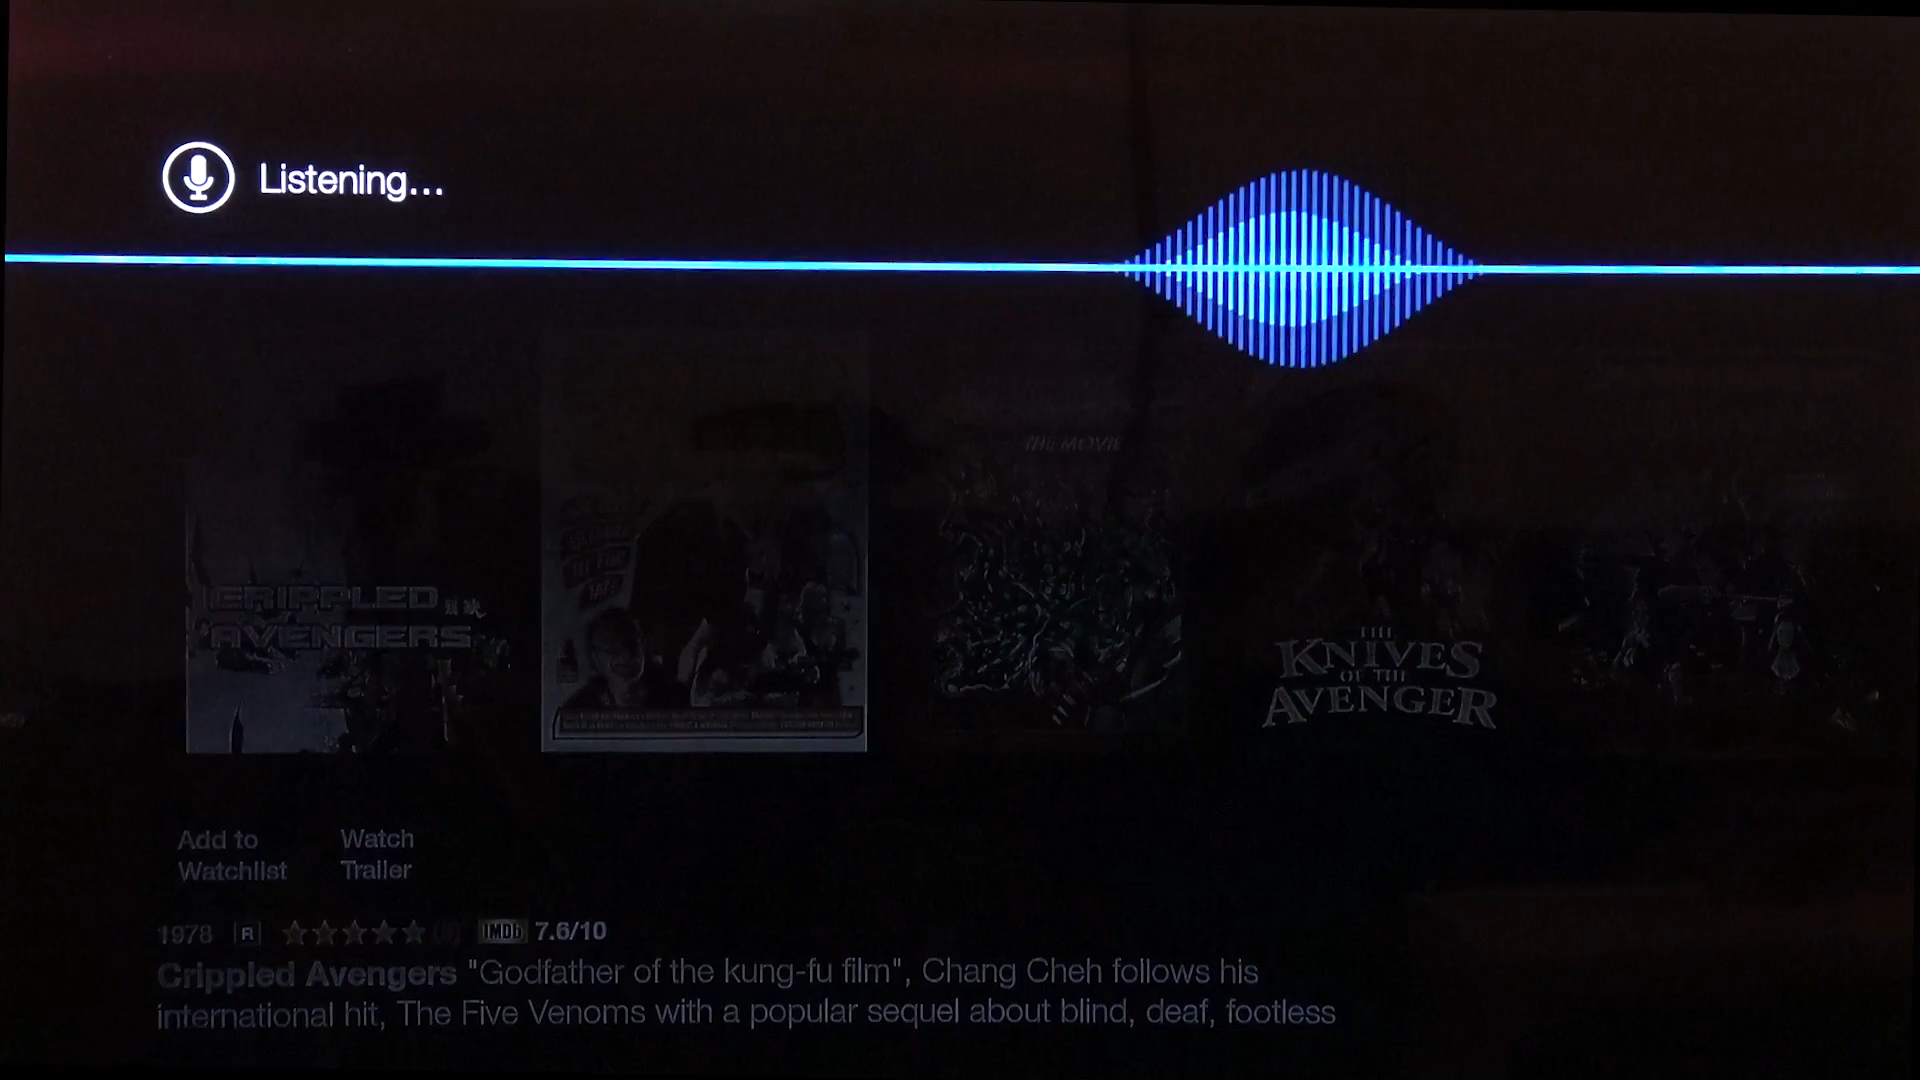 Listening...
THE MOVIE
CRIPPLED
AVENGERS
THE
KNIVES
OF THE
AVENGER
Add to
Watchlist
Watch
Trailer
1978 R IMDb 7.6/10
Crippled Avengers "Godfather of the kung-fu film", Chang Cheh follows his
international hit, The Five Venoms with a popular sequel about blind, deaf, footless